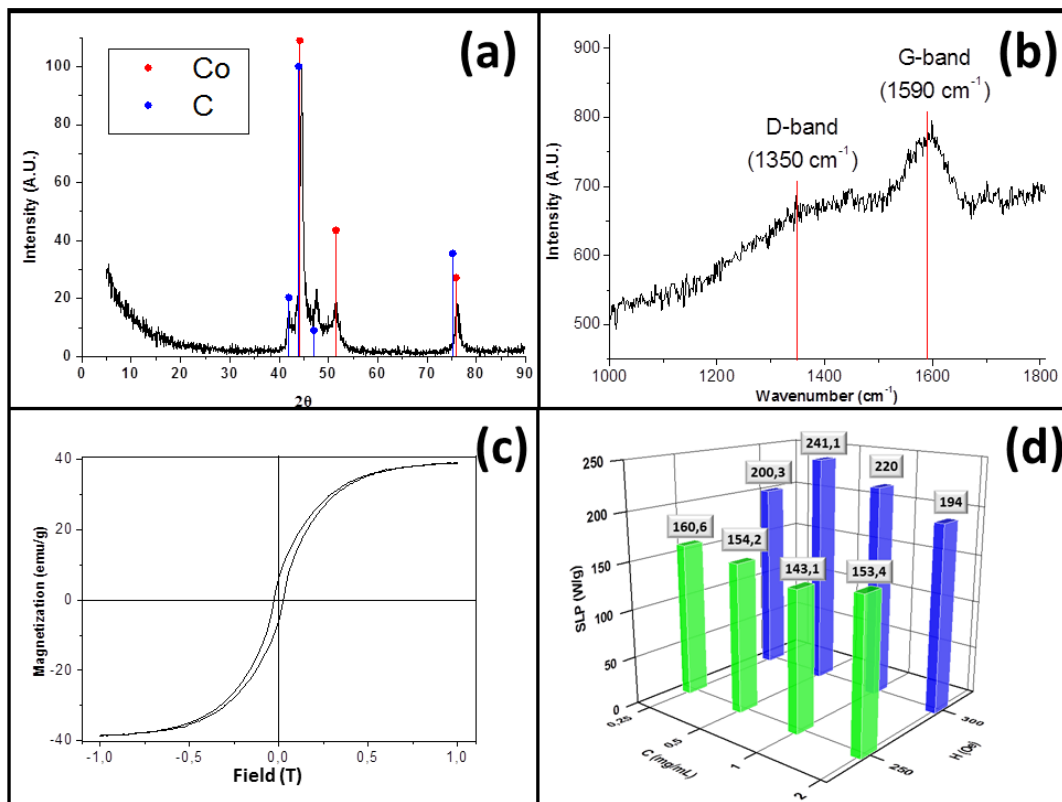 (a)
Co
C
Intensity (A.U.)
100
80
60
40
20
0
0 10 20 30 40 50 60 70 80 90
2θ
(b)
G-band
(1590 cm⁻¹)
D-band
(1350 cm⁻¹)
Intensity (A.U.)
900
800
700
600
500
1000 1200 1400 1600 1800
Wavenumber (cm⁻¹)
(c)
Magnetization (emu/g)
40
20
0
-20
-40
-1,0 -0,5 0,0 0,5 1,0
Field (T)
(d)
241,1
200,3
220
194
160,6
154,2
143,1
153,4
SLP (W/g)
250
200
150
100
50
0
0,25
0,5
1
2
C (mg/mL)
250
300
H (Oe)